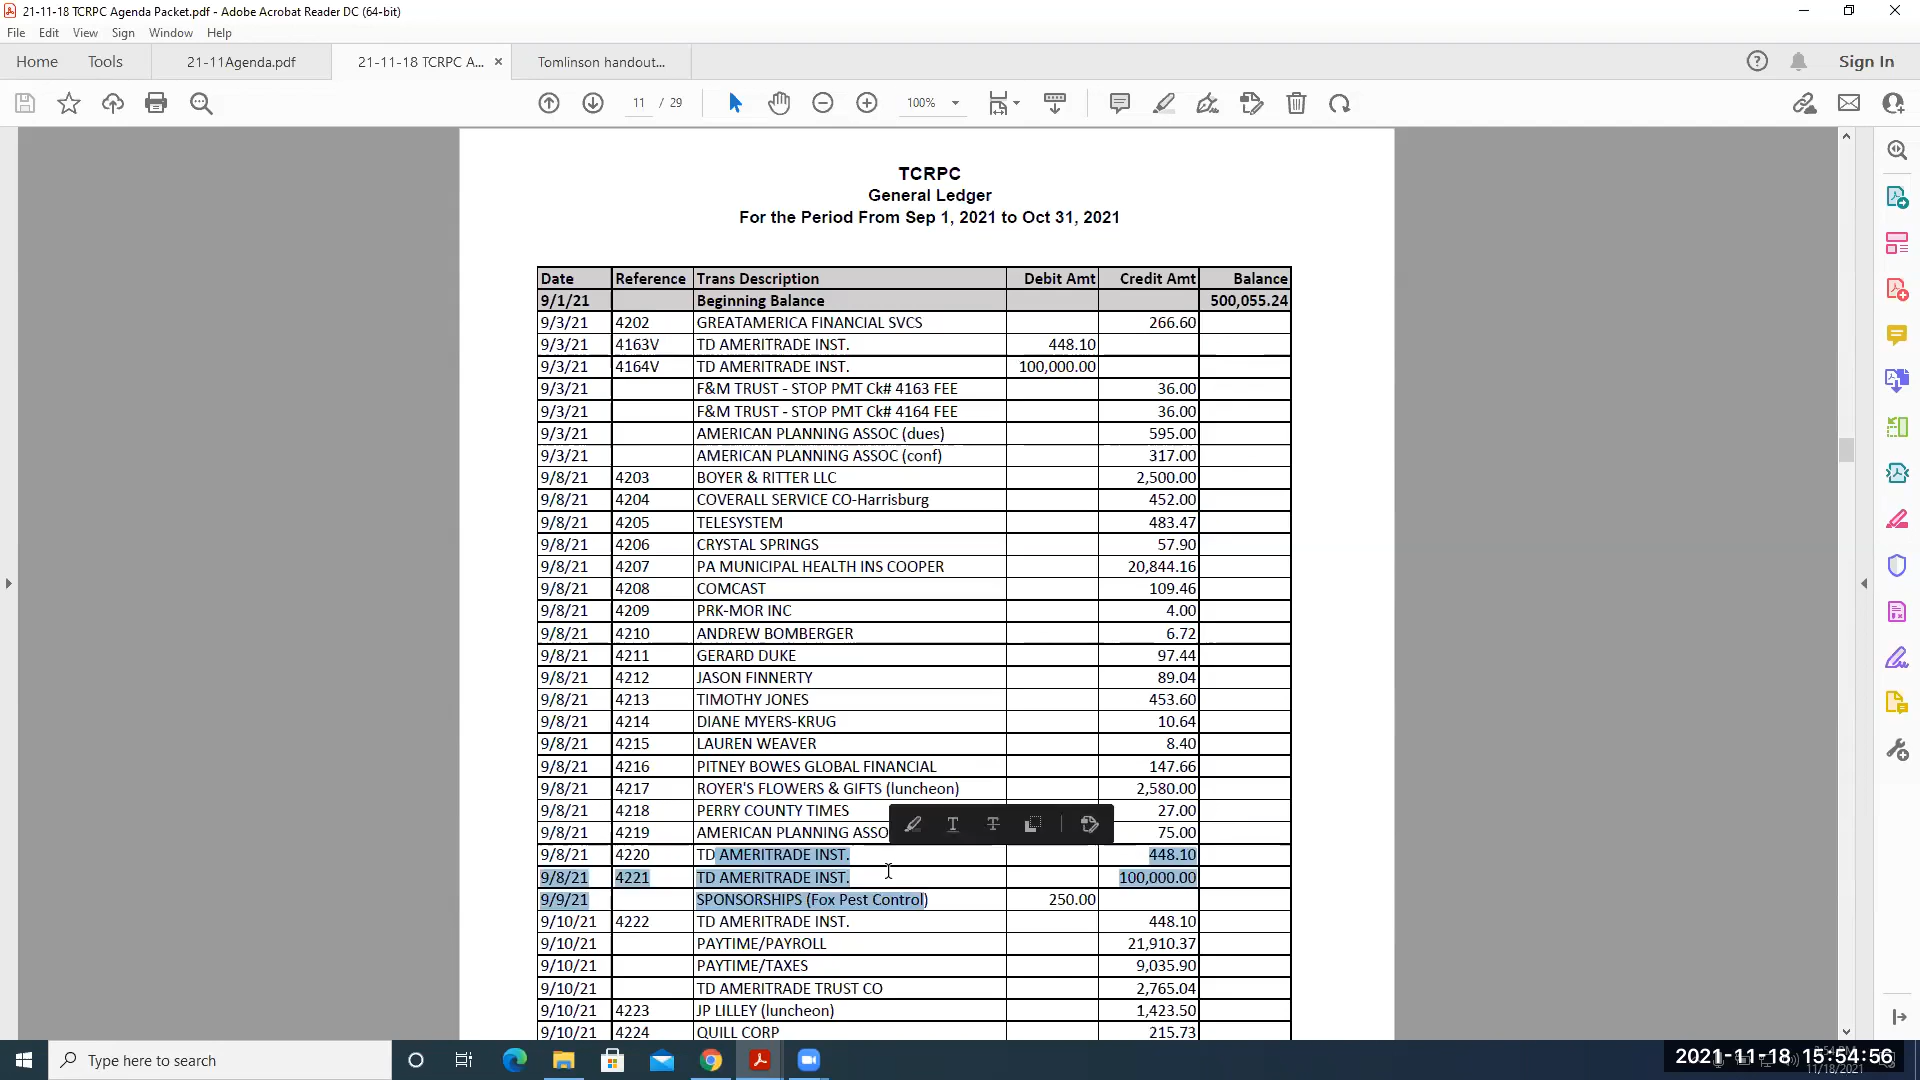 21-11-18 TCRPC Agenda Packet.pdf - Adobe Acrobat Reader DC (64-bit)
File Edit View Sign Window Help
Home Tools 21-11Agenda.pdf 21-11-18 TCRPC A... × Tomlinson handout... Sign In
11 / 29 100%
TCRPC
General Ledger
For the Period From Sep 1, 2021 to Oct 31, 2021
Date Reference Trans Description Debit Amt Credit Amt Balance
9/1/21 Beginning Balance 500,055.24
9/3/21 4202 GREATAMERICA FINANCIAL SVCS 266.60
9/3/21 4163V TD AMERITRADE INST. 448.10
9/3/21 4164V TD AMERITRADE INST. 100,000.00
9/3/21 F&M TRUST - STOP PMT Ck# 4163 FEE 36.00
9/3/21 F&M TRUST - STOP PMT Ck# 4164 FEE 36.00
9/3/21 AMERICAN PLANNING ASSOC (dues) 595.00
9/3/21 AMERICAN PLANNING ASSOC (conf) 317.00
9/8/21 4203 BOYER & RITTER LLC 2,500.00
9/8/21 4204 COVERALL SERVICE CO-Harrisburg 452.00
9/8/21 4205 TELESYSTEM 483.47
9/8/21 4206 CRYSTAL SPRINGS 57.90
9/8/21 4207 PA MUNICIPAL HEALTH INS COOPER 20,844.16
9/8/21 4208 COMCAST 109.46
9/8/21 4209 PRK-MOR INC 4.00
9/8/21 4210 ANDREW BOMBERGER 6.72
9/8/21 4211 GERARD DUKE 97.44
9/8/21 4212 JASON FINNERTY 89.04
9/8/21 4213 TIMOTHY JONES 453.60
9/8/21 4214 DIANE MYERS-KRUG 10.64
9/8/21 4215 LAUREN WEAVER 8.40
9/8/21 4216 PITNEY BOWES GLOBAL FINANCIAL 147.66
9/8/21 4217 ROYER'S FLOWERS & GIFTS (luncheon) 2,580.00
9/8/21 4218 PERRY COUNTY TIMES 27.00
9/8/21 4219 AMERICAN PLANNING ASSO 75.00
9/8/21 4220 TD AMERITRADE INST. 448.10
9/8/21 4221 TD AMERITRADE INST. 100,000.00
9/9/21 SPONSORSHIPS (Fox Pest Control) 250.00
9/10/21 4222 TD AMERITRADE INST. 448.10
9/10/21 PAYTIME/PAYROLL 21,910.37
9/10/21 PAYTIME/TAXES 9,035.90
9/10/21 TD AMERITRADE TRUST CO 2,765.04
9/10/21 4223 JP LILLEY (luncheon) 1,423.50
9/10/21 4224 QUILL CORP 215.73
Type here to search
2021-11-18 15:54:56
11/18/2021